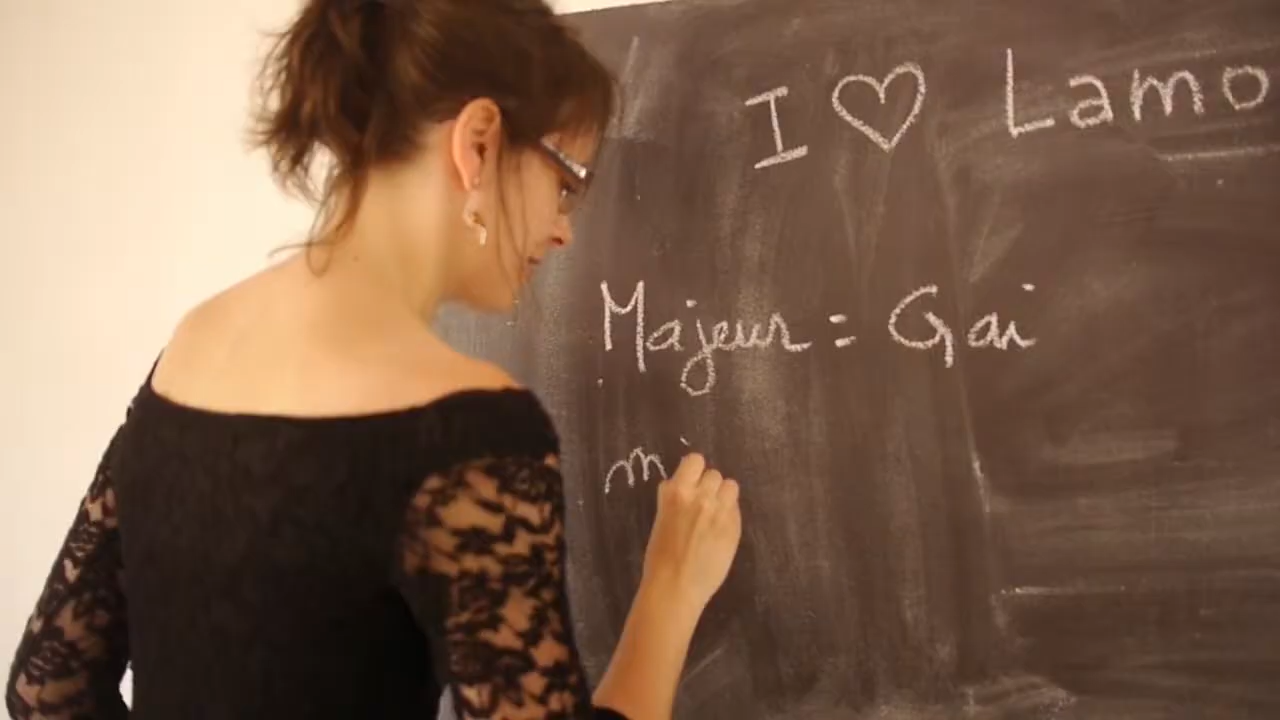 I ♡ Lamo
Majeur = Gai
mi